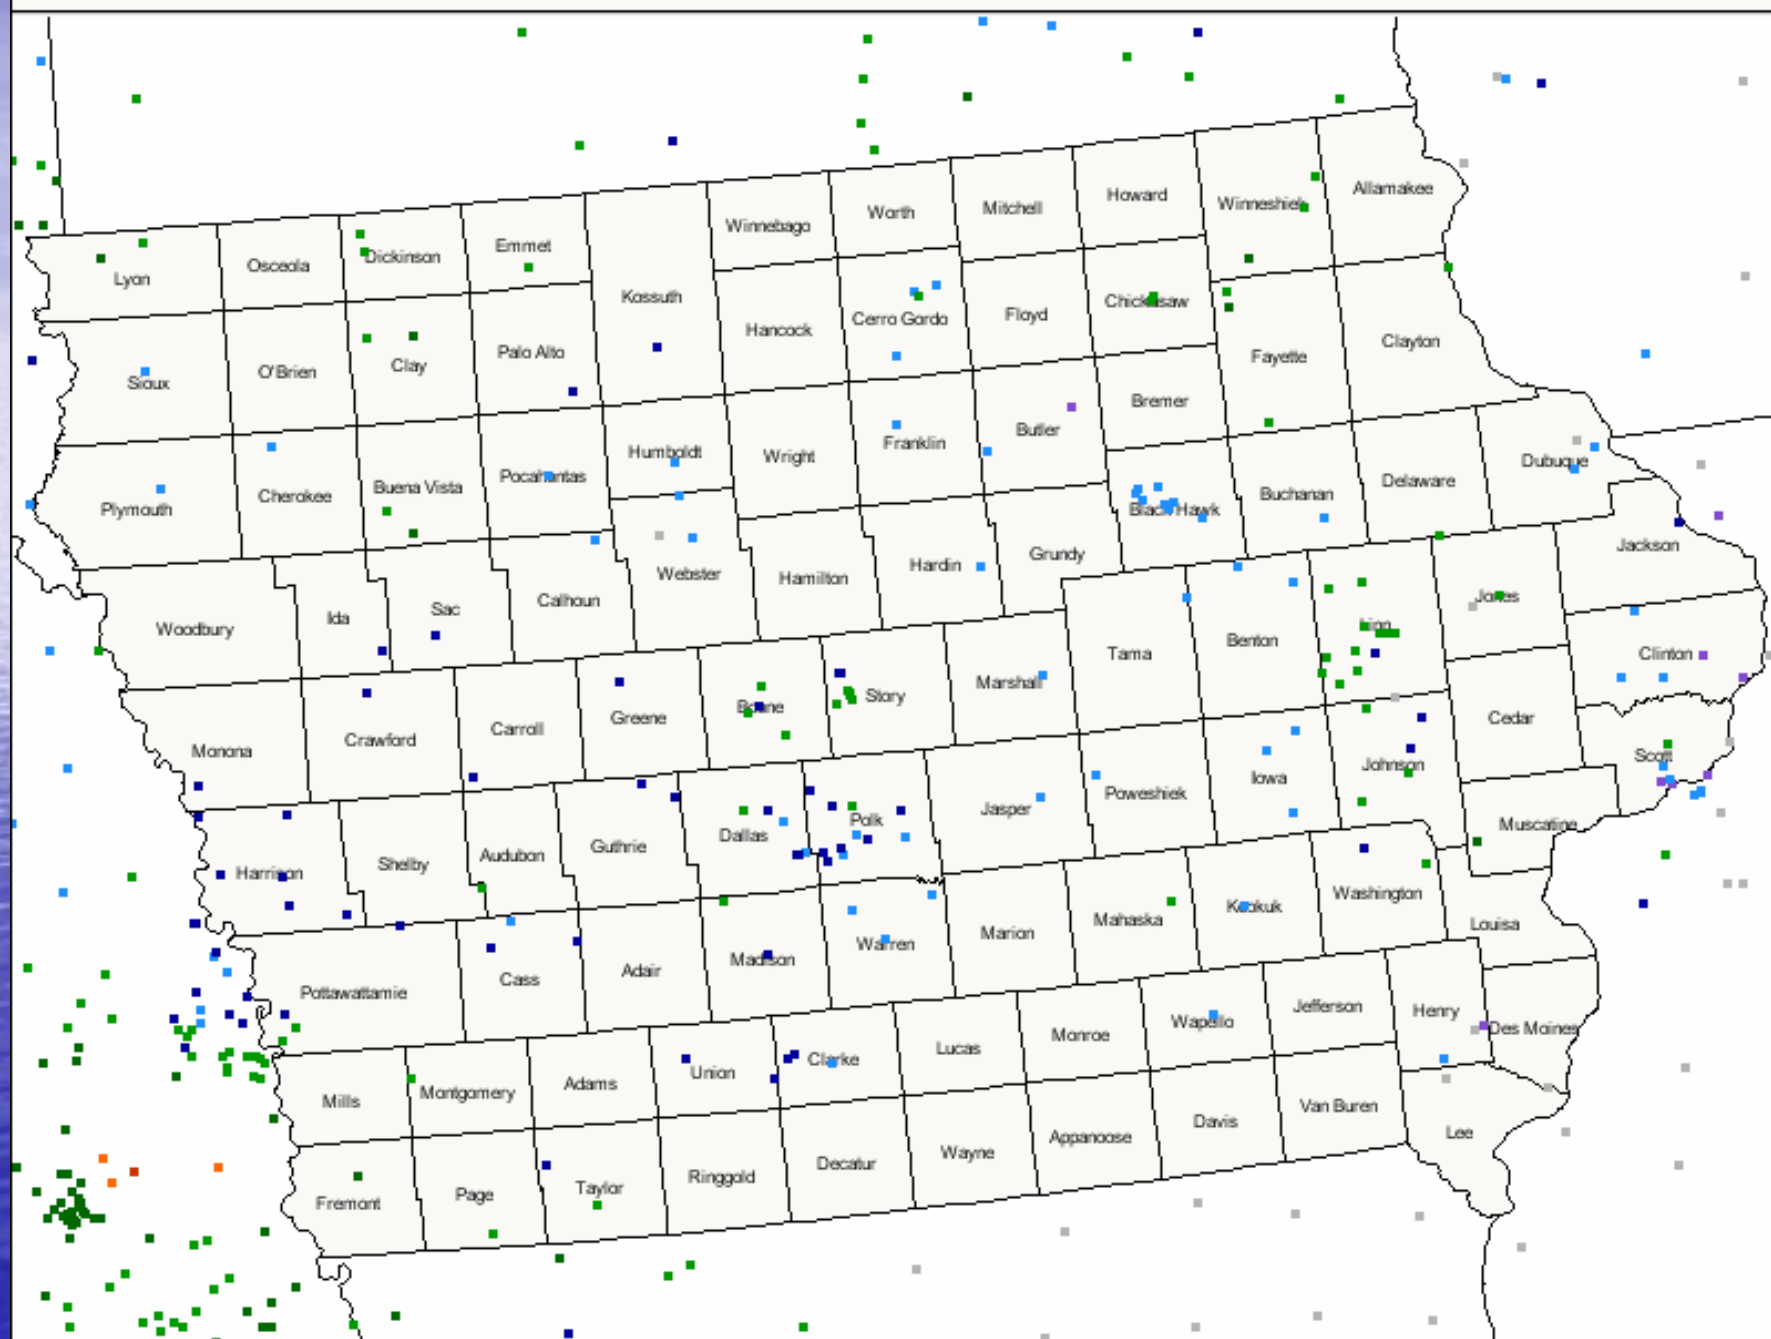 Allamakee
Howard
Winneshiek
Mitchell
Worth
Winnebago
Emmet
Dickinson
Osceola
Lyon
Kossuth
Chickasaw
Floyd
Cerro Gordo
Hancock
Clayton
Fayette
Palo Alto
Clay
O'Brien
Sioux
Bremer
Butler
Franklin
Wright
Humboldt
Pocahontas
Buena Vista
Cherokee
Plymouth
Dubuque
Delaware
Buchanan
Black Hawk
Grundy
Hardin
Hamilton
Webster
Calhoun
Sac
Ida
Woodbury
Jackson
Jones
Linn
Benton
Tama
Marshall
Story
Boone
Greene
Carroll
Crawford
Monona
Clinton
Cedar
Scott
Johnson
Iowa
Poweshiek
Jasper
Polk
Dallas
Guthrie
Audubon
Shelby
Harrison
Muscatine
Louisa
Washington
Keokuk
Mahaska
Marion
Warren
Madison
Adair
Cass
Pottawattamie
Des Moines
Henry
Jefferson
Wapello
Monroe
Lucas
Clarke
Union
Adams
Montgomery
Mills
Lee
Van Buren
Davis
Appanoose
Wayne
Decatur
Ringgold
Taylor
Page
Fremont